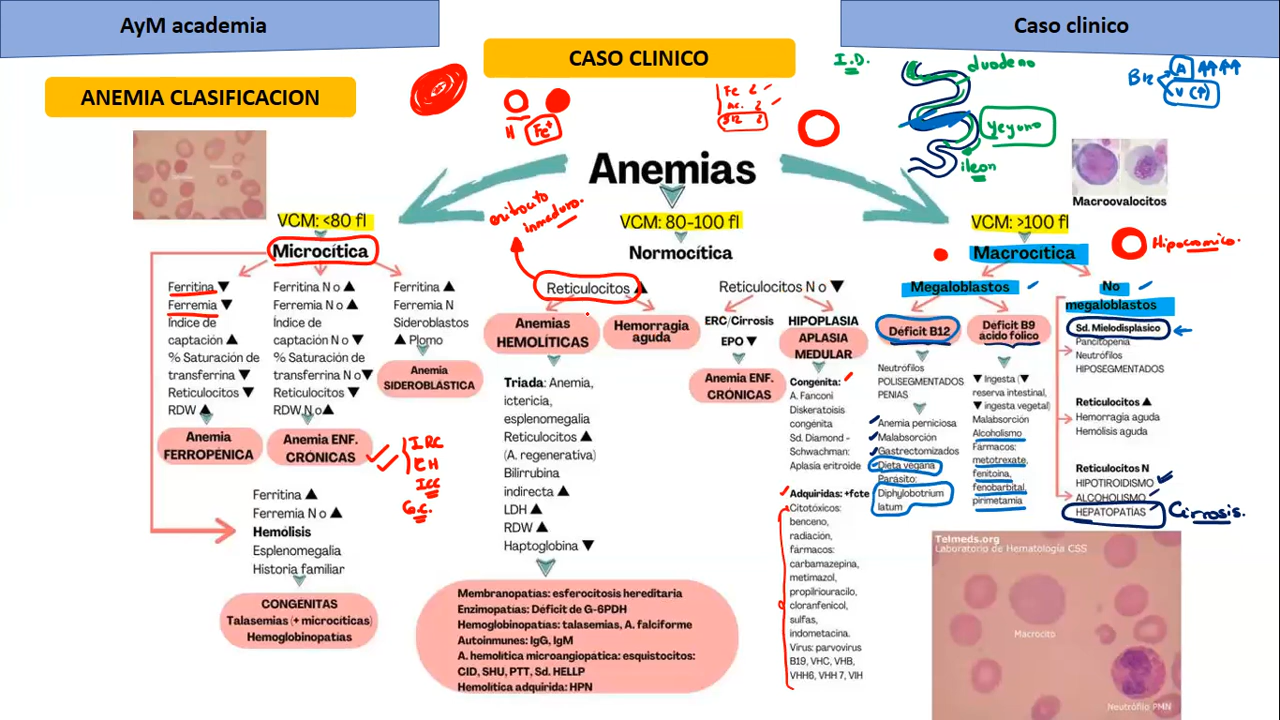 AyM academia
Caso clinico
CASO CLINICO
ANEMIA CLASIFICACION
I.D.
duodeno
yeyuno
ileon
B12
A
V (↑)
H
Fe+
Anemias
Macroovalocitos
eritrocito
inmaduro.
VCM: <80 fl
Microcítica
Ferritina ▼
Ferremia ▼
Índice de
captación ▲
% Saturación de
transferrina ▼
Reticulocitos ▼
RDW ▲
Anemia
FERROPÉNICA
Ferritina N o ▲
Ferremia N o ▲
Índice de
captación N o ▼
% Saturación de
transferrina N o▼
Reticulocitos N o ▼
RDW N o▲
Anemia ENF.
CRÓNICAS
IRC
ICC
Ferritina ▲
Ferremia N
Sideroblastos
▲ Plomo
Anemia
SIDEROBLÁSTICA
Ferritina ▲
Ferremia N o ▲
Hemólisis
Esplenomegalia
Historia familiar
CONGENITAS
Talasemias (+ microcíticas)
Hemoglobinopatías
VCM: 80-100 fl
Normocítica
Reticulocitos ▲
Anemias
HEMOLÍTICAS
Hemorragia
aguda
Triada: Anemia,
ictericia,
esplenomegalia
Reticulocitos ▲
(A. regenerativa)
Bilirrubina
indirecta ▲
LDH ▲
RDW ▲
Haptoglobina ▼
Membranopatías: esferocitosis hereditaria
Enzimopatías: Déficit de G-6PDH
Hemoglobinopatías: talasemias, A. falciforme
Autoinmunes: IgG, IgM
A. hemolítica microangiopática: esquistocitos:
CID, SHU, PTT, Sd. HELLP
Hemolítica adquirida: HPN
Reticulocitos N o ▼
ERC/Cirrosis
EPO ▼
Anemia ENF.
CRÓNICAS
HIPOPLASIA
APLASIA
MEDULAR
Congénita:
A. Fanconi
Diskeratoisis
congénita
Sd. Diamond -
Schwachman:
Aplasia eritroide
Adquiridas: +fcte
Citotóxicos:
benceno,
radiación,
fármacos:
carbamazepina,
metimazol,
propilriouracilo,
cloranfenicol,
sulfas,
indometacina.
Virus: parvovirus
B19, VHC, VHB,
VHH6, VHH 7, VIH
VCM: >100 fl
Macrocítica
Hipocromico.
Megaloblastos
Déficit B12
Neutrófilos
POLISEGMENTADOS
PENIAS
Anemia perniciosa
Malabsorción
Gastrectomizados
Dieta vegana
Parásito:
Diphylobotrium
latum
Déficit B9
ácido fólico
▼ Ingesta (▼
reserva intestinal,
▼ ingesta vegetal)
Malabsorción
Alcoholismo
Fármacos:
metotrexate,
fenitoina,
fenobarbital,
pirimetamia
No
megaloblastos
Sd. Mielodisplasico
Pancitopenia
Neutrófilos
HIPOSEGMENTADOS
Reticulocitos ▲
Hemorragia aguda
Hemólisis aguda
Reticulocitos N
HIPOTIROIDISMO
ALCOHOLISMO
HEPATOPATÍAS
Cirrosis.
Telmeds.org
Laboratorio de Hematología CSS
Macrocito
Neutrófilo PMN